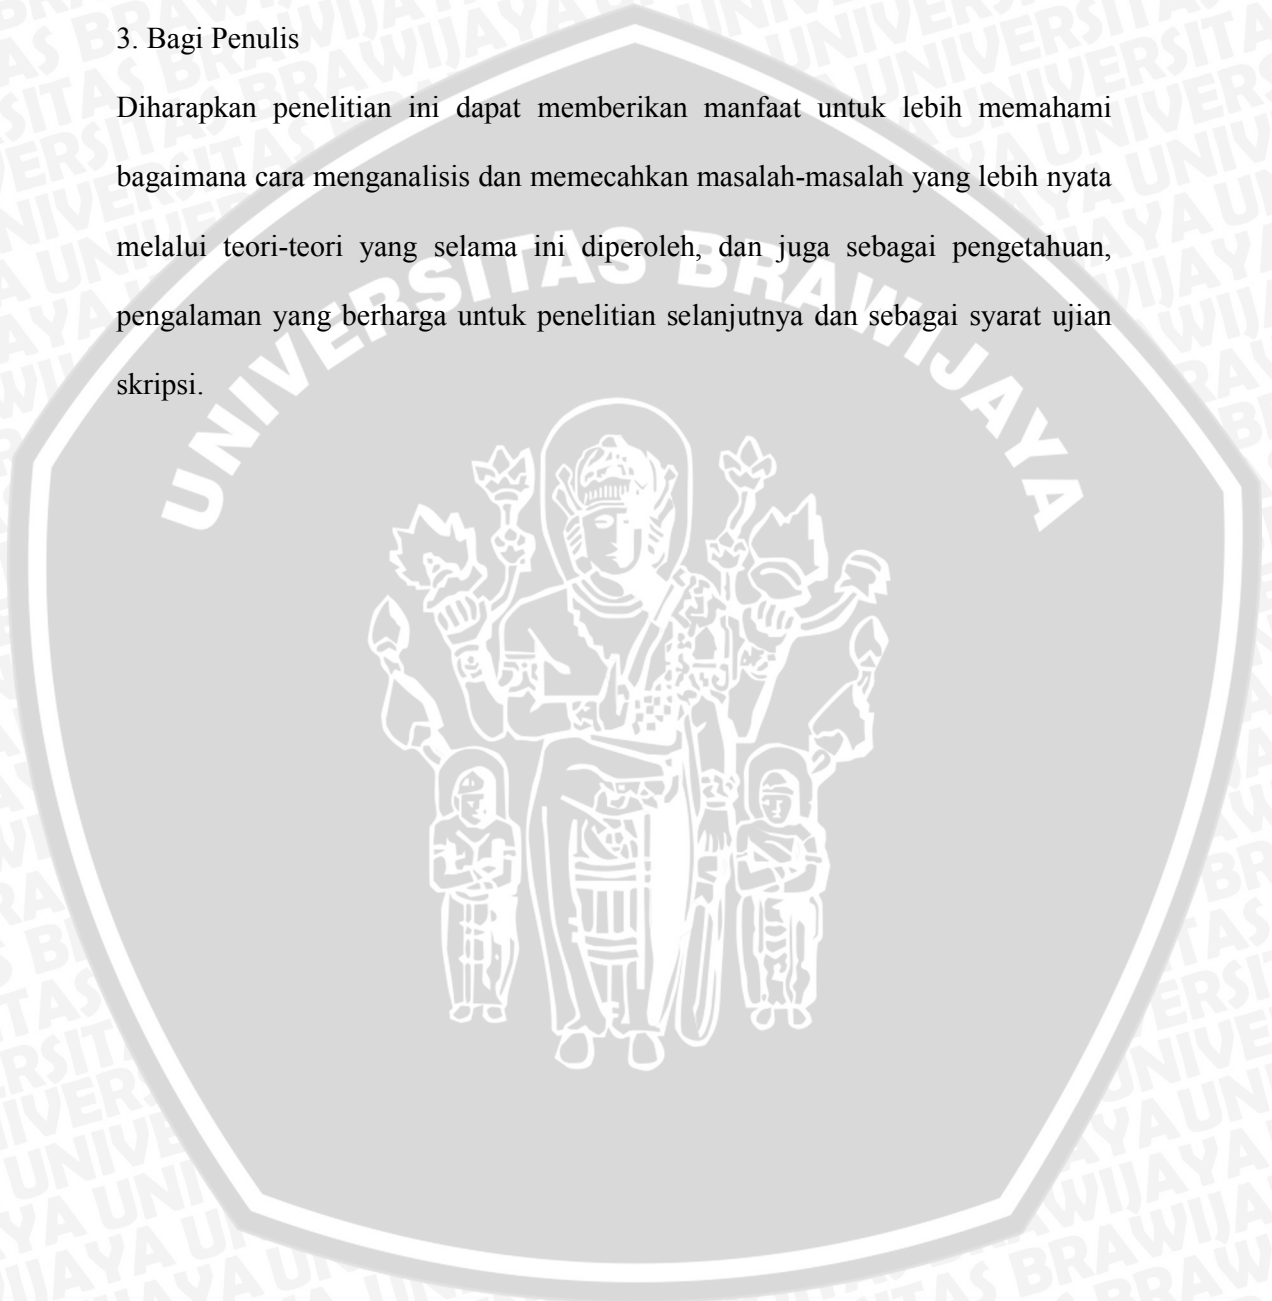 3. Bagi Penulis
Diharapkan penelitian ini dapat memberikan manfaat untuk lebih memahami
bagaimana cara menganalisis dan memecahkan masalah-masalah yang lebih nyata
melalui teori-teori yang selama ini diperoleh, dan juga sebagai pengetahuan,
pengalaman yang berharga untuk penelitian selanjutnya dan sebagai syarat ujian
skripsi.
UNIVERSITAS BRAWIJAYA